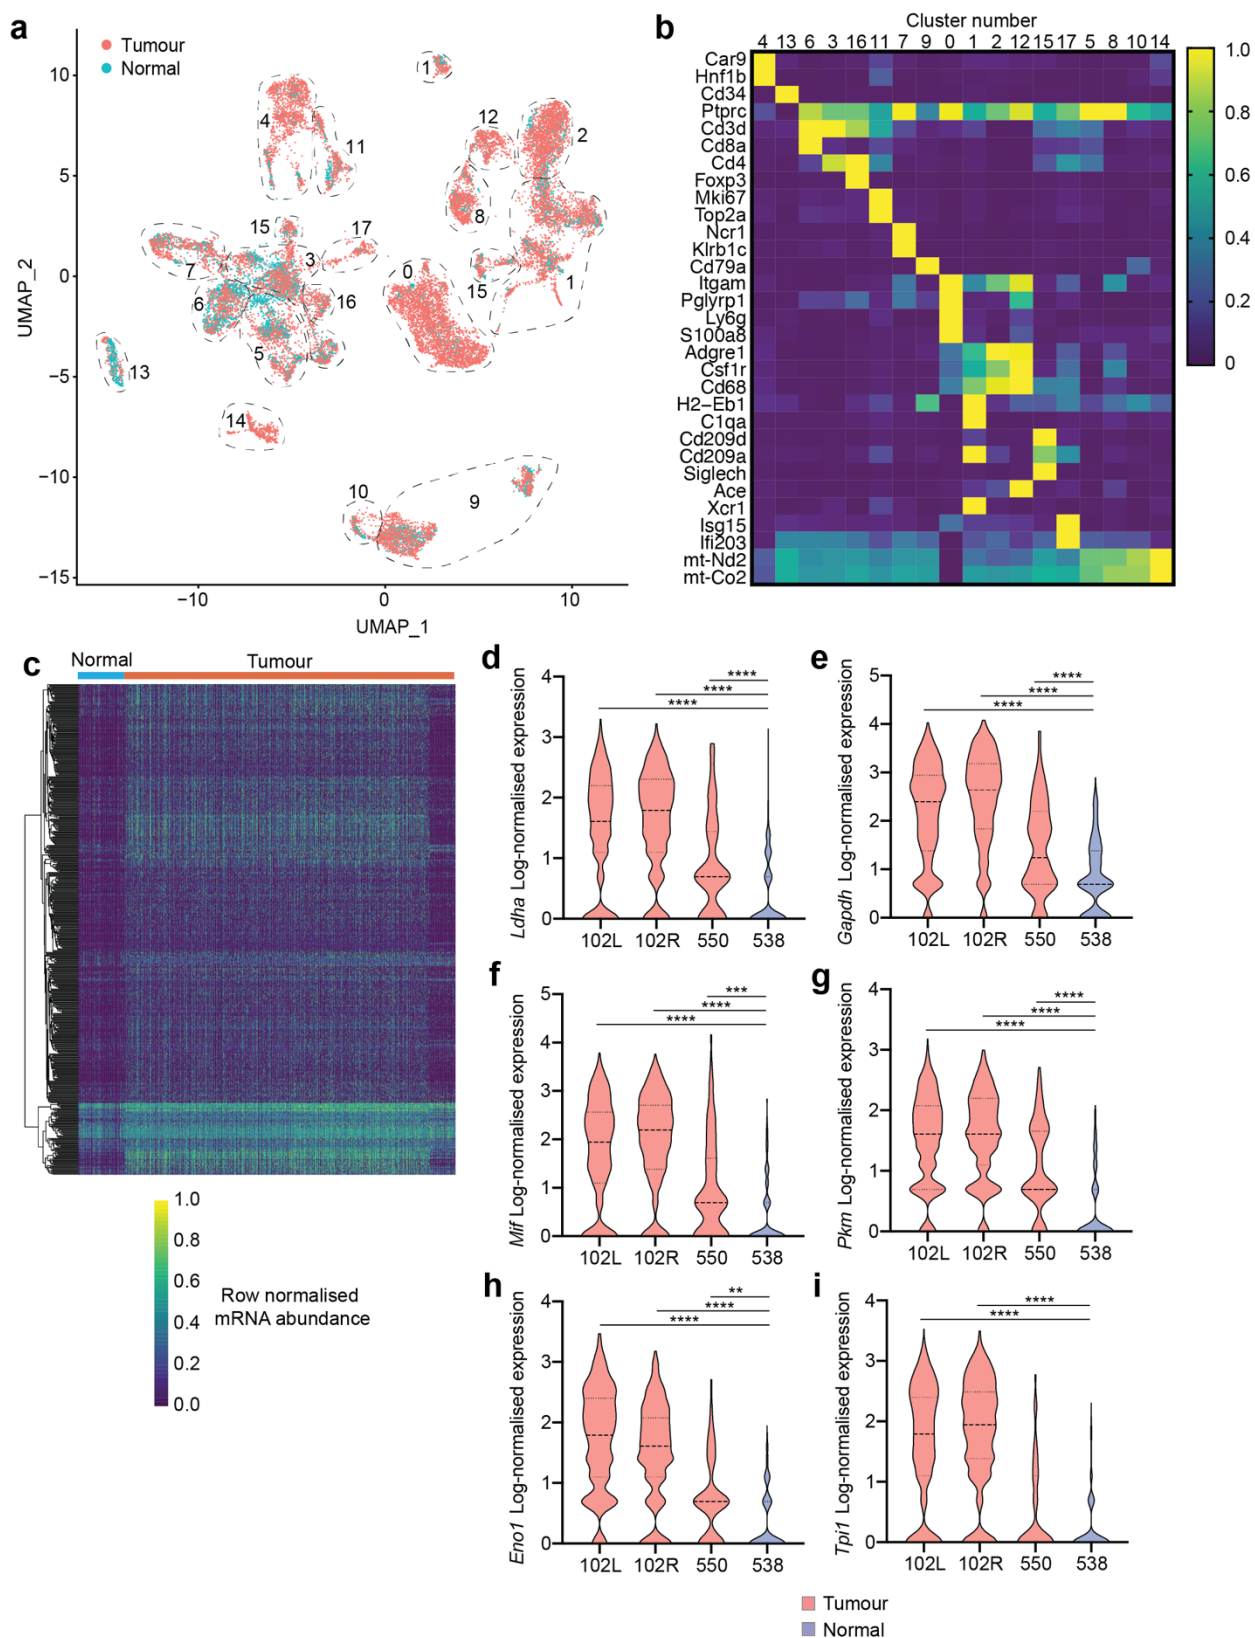 a
Tumour
Normal
10
5
0
−5
−10
−15
UMAP_2
−10
0
10
UMAP_1
1
4
11
12
2
8
15
17
7
3
0
15
1
6
16
5
13
14
10
9
b
Cluster number
4 13 6 3 16 11 7 9 0 1 2 12 15 17 5 8 10 14
Car9
Hnf1b
Cd34
Ptprc
Cd3d
Cd8a
Cd4
Foxp3
Mki67
Top2a
Ncr1
Klrb1c
Cd79a
Itgam
Pglyrp1
Ly6g
S100a8
Adgre1
Csf1r
Cd68
H2−Eb1
C1qa
Cd209d
Cd209a
Siglech
Ace
Xcr1
Isg15
Ifi203
mt-Nd2
mt-Co2
1.0
0.8
0.6
0.4
0.2
0
c
Normal
Tumour
1.0
0.8
0.6
0.4
0.2
0.0
Row normalised
mRNA abundance
d
Ldha Log-normalised expression
4
3
2
1
0
****
****
****
102L 102R 550 538
e
Gapdh Log-normalised expression
5
4
3
2
1
0
****
****
****
102L 102R 550 538
f
Mif Log-normalised expression
5
4
3
2
1
0
***
****
****
102L 102R 550 538
g
Pkm Log-normalised expression
4
3
2
1
0
****
****
****
102L 102R 550 538
h
Eno1 Log-normalised expression
4
3
2
1
0
**
****
****
102L 102R 550 538
i
Tpi1 Log-normalised expression
4
3
2
1
0
****
****
102L 102R 550 538
Tumour
Normal